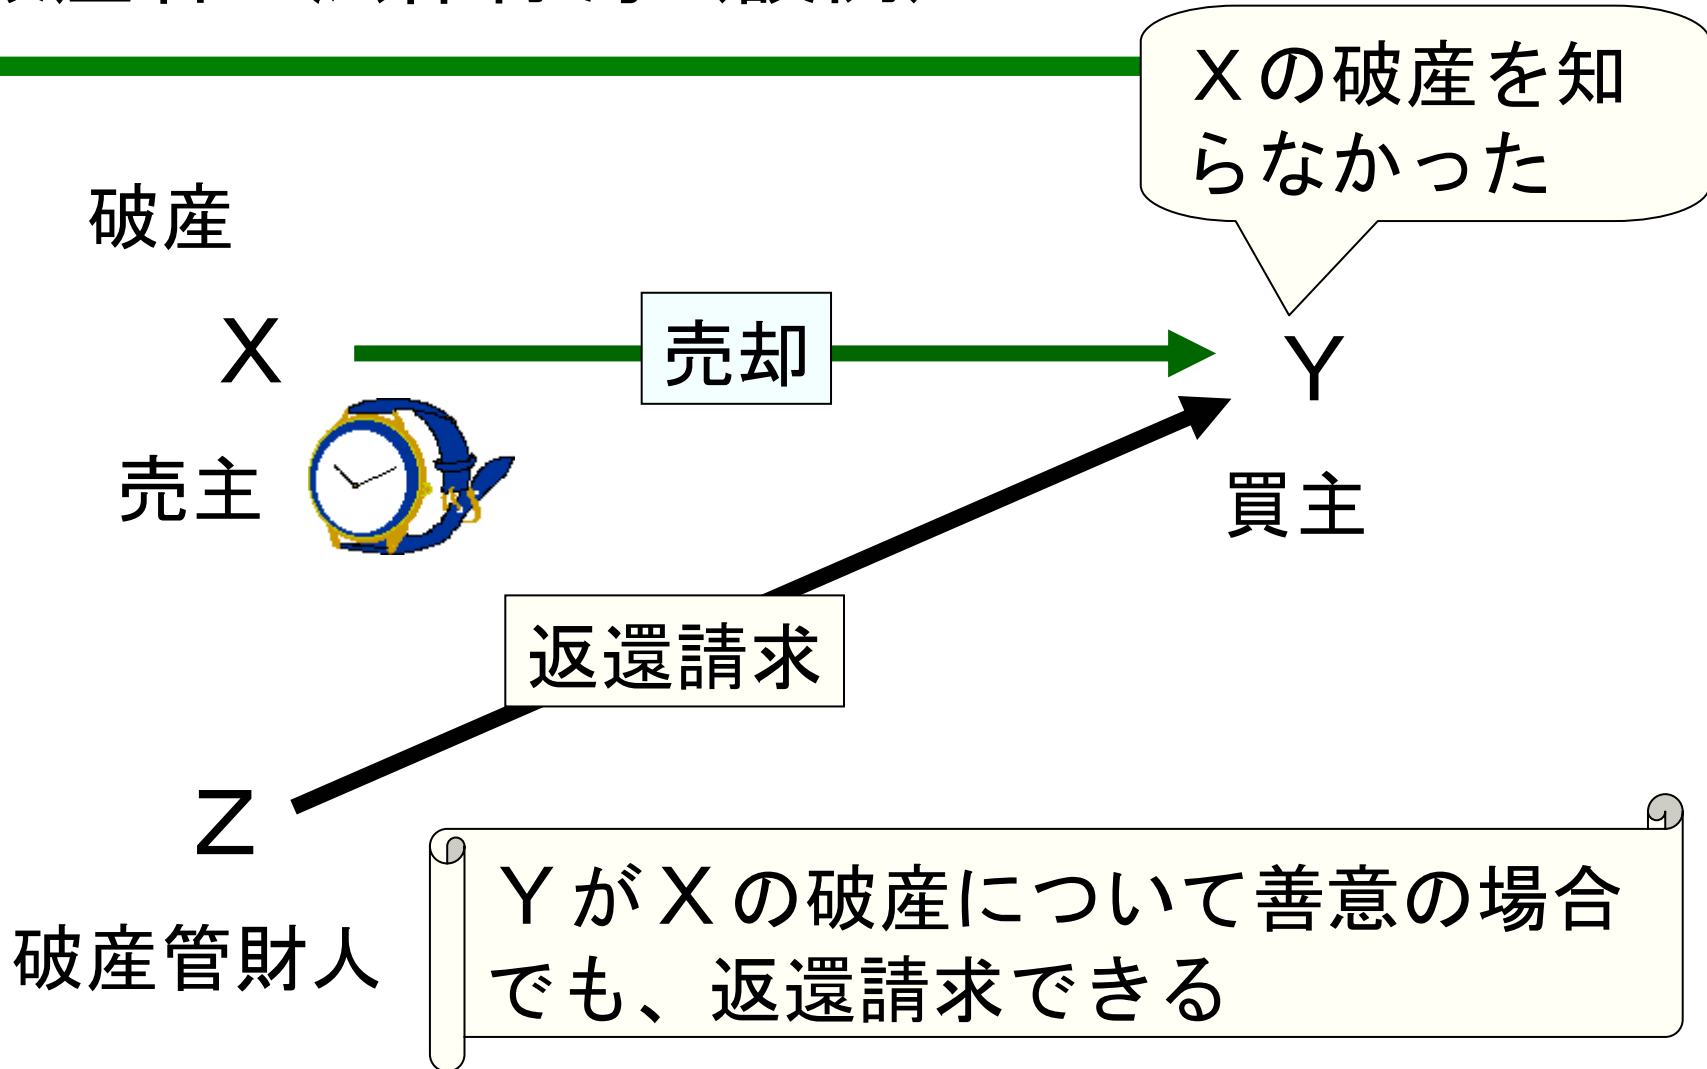 Xの破産を知
らなかった
破産
X
売却
Y
売主
買主
返還請求
Z
破産管財人
YがXの破産について善意の場合
でも、返還請求できる